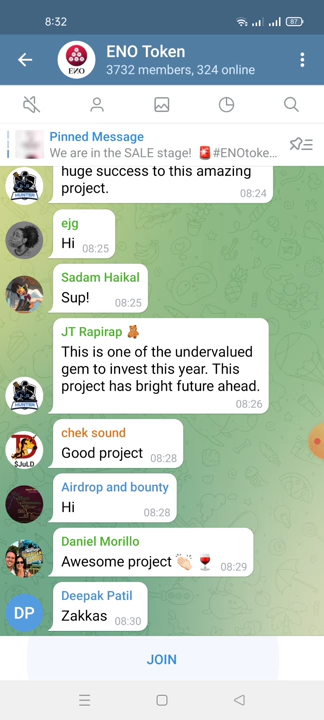 8:32
87
ENO Token
3732 members, 324 online
Pinned Message
We are in the SALE stage! 🚨#ENOtoke...
huge success to this amazing
project.
08:24
ejg
Hi
08:25
Sadam Haikal
Sup!
08:25
JT Rapirap 🧸
This is one of the undervalued
gem to invest this year. This
project has bright future ahead.
08:26
chek sound
Good project
08:28
SJuLD
Airdrop and bounty
Hi
08:28
Daniel Morillo
Awesome project 👏🏻 🍷
08:29
DP
Deepak Patil
Zakkas
08:30
JOIN